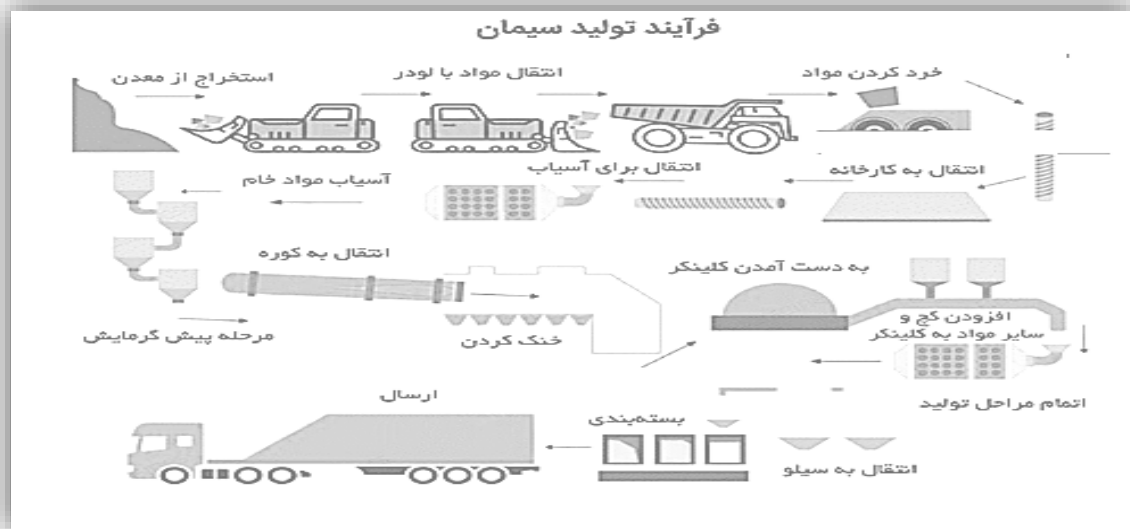 فرآیند تولید سیمان
استخراج از معدن
انتقال مواد با لودر
خرد کردن مواد
انتقال به کارخانه
انتقال برای آسیاب
آسیاب مواد خام
مرحله پیش گرمایش
انتقال به کوره
خنک کردن
به دست آمدن کلینکر
افزودن گچ و
سایر مواد به کلینکر
اتمام مراحل تولید
انتقال به سیلو
بسته‌بندی
ارسال